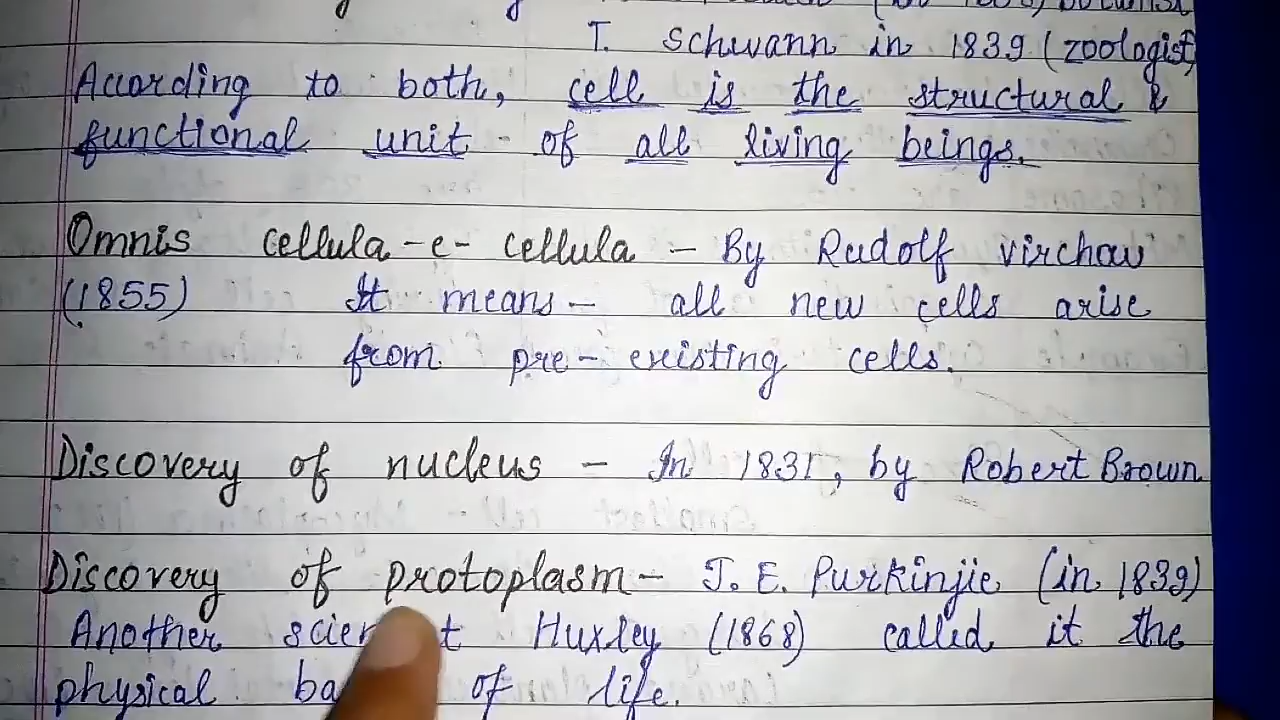 T. Schwann in 1839 (zoologist)
According to both, cell is the structural &
functional unit of all living beings.
Omnis cellula-e-cellula - By Rudolf virchow
(1855) It means - all new cells arise
from pre-existing cells.
Discovery of nucleus - In 1831, by Robert Brown
Discovery of protoplasm - J. E. Purkinjie (in 1839)
Another Huxley (1868) called it the
physical of life.